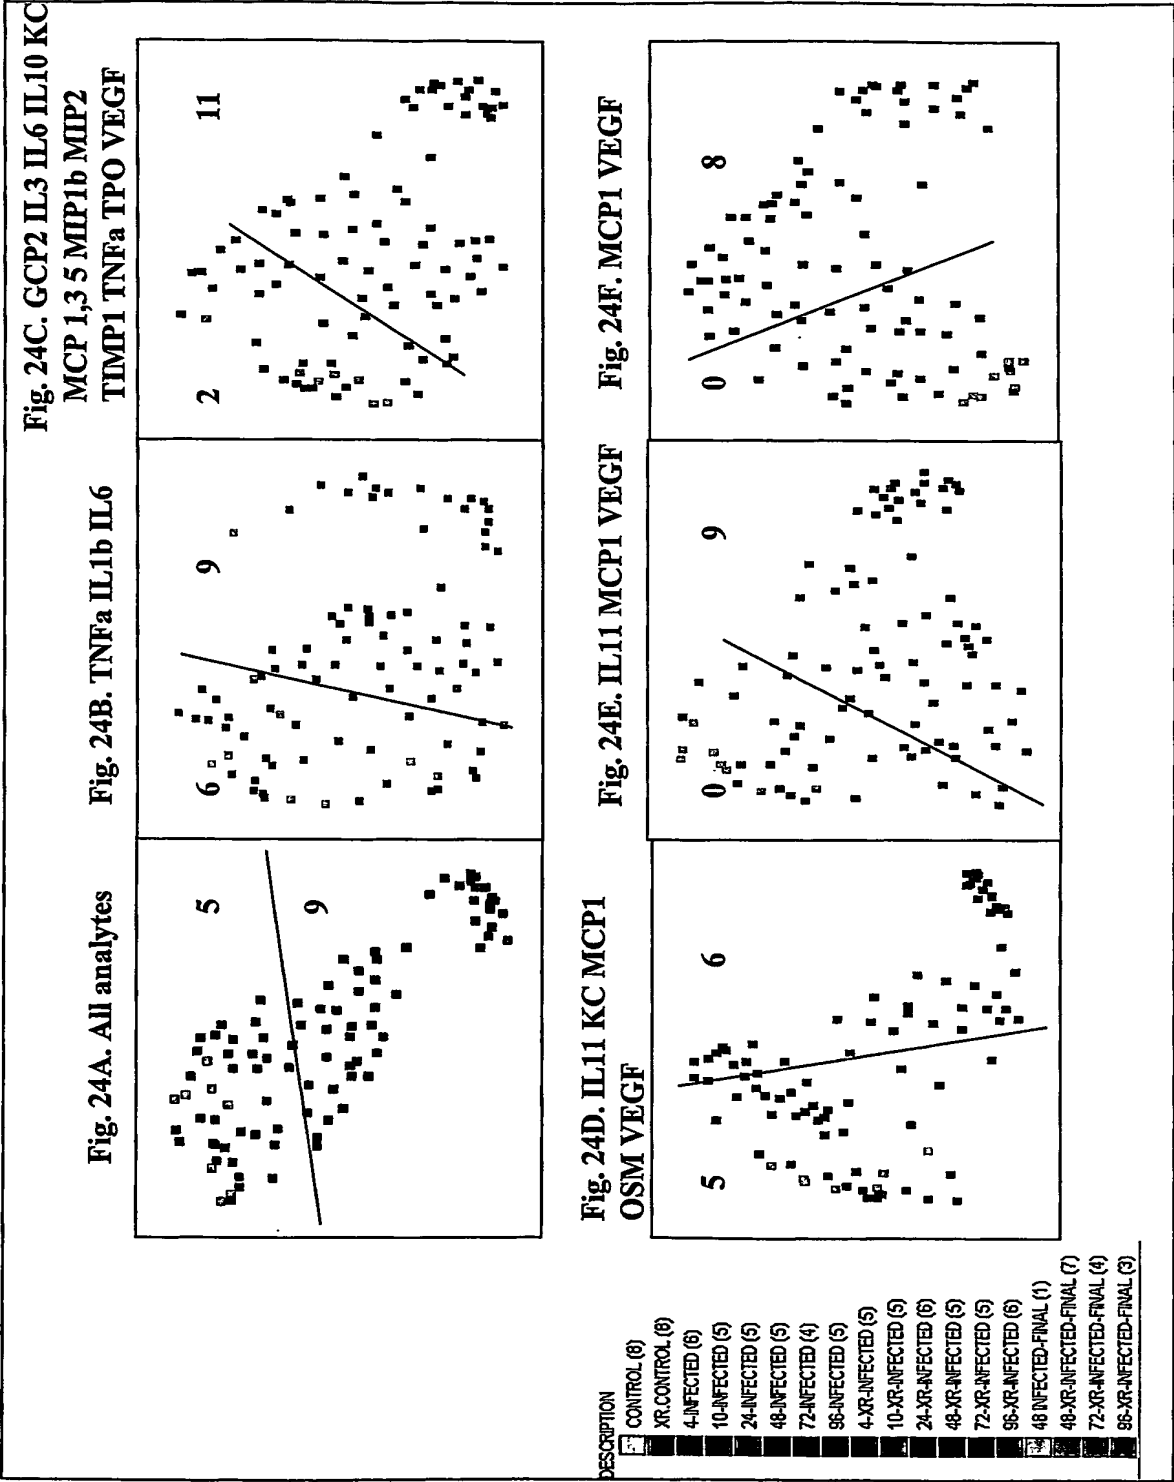 Fig. 24A. All analytes
5
9
Fig. 24B. TNFa IL1b IL6
6
9
Fig. 24C. GCP2 IL3 IL6 IL10 KC
MCP 1,3 5 MIP1b MIP2
TIMP1 TNFa TPO VEGF
2
11
Fig. 24D. IL11 KC MCP1
OSM VEGF
5
6
Fig. 24E. IL11 MCP1 VEGF
0
9
Fig. 24F. MCP1 VEGF
0
8
DESCRIPTION
CONTROL (8)
XR.CONTROL (8)
4-INFECTED (6)
10-INFECTED (5)
24-INFECTED (5)
48-INFECTED (5)
72-INFECTED (4)
96-INFECTED (5)
4-XR-INFECTED (5)
10-XR-INFECTED (5)
24-XR-INFECTED (6)
48-XR-INFECTED (5)
72-XR-INFECTED (5)
96-XR-INFECTED (6)
48 INFECTED-FINAL (1)
48-XR-INFECTED-FINAL (7)
72-XR-INFECTED-FINAL (4)
96-XR-INFECTED-FINAL (3)